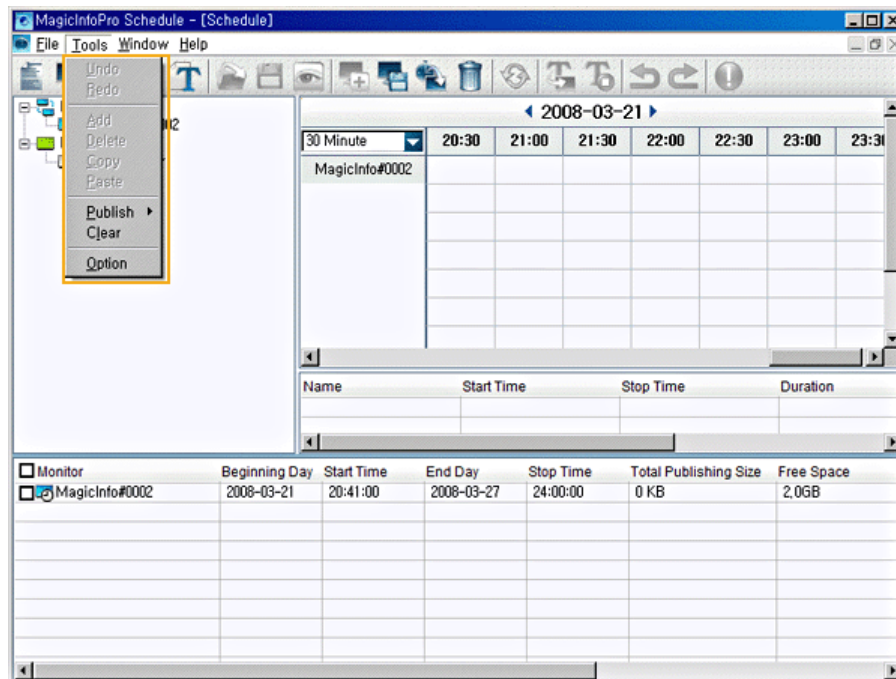 MagicInfoPro Schedule - [Schedule]
File Tools Window Help
Undo
Redo
Add
Delete
Copy
Paste
Publish
Clear
Option
2008-03-21
30 Minute 20:30 21:00 21:30 22:00 22:30 23:00
MagicInfo#0002
Name Start Time Stop Time Duration
Monitor Beginning Day Start Time End Day Stop Time Total Publishing Size Free Space
MagicInfo#0002 2008-03-21 20:41:00 2008-03-27 24:00:00 0 KB 2,0GB